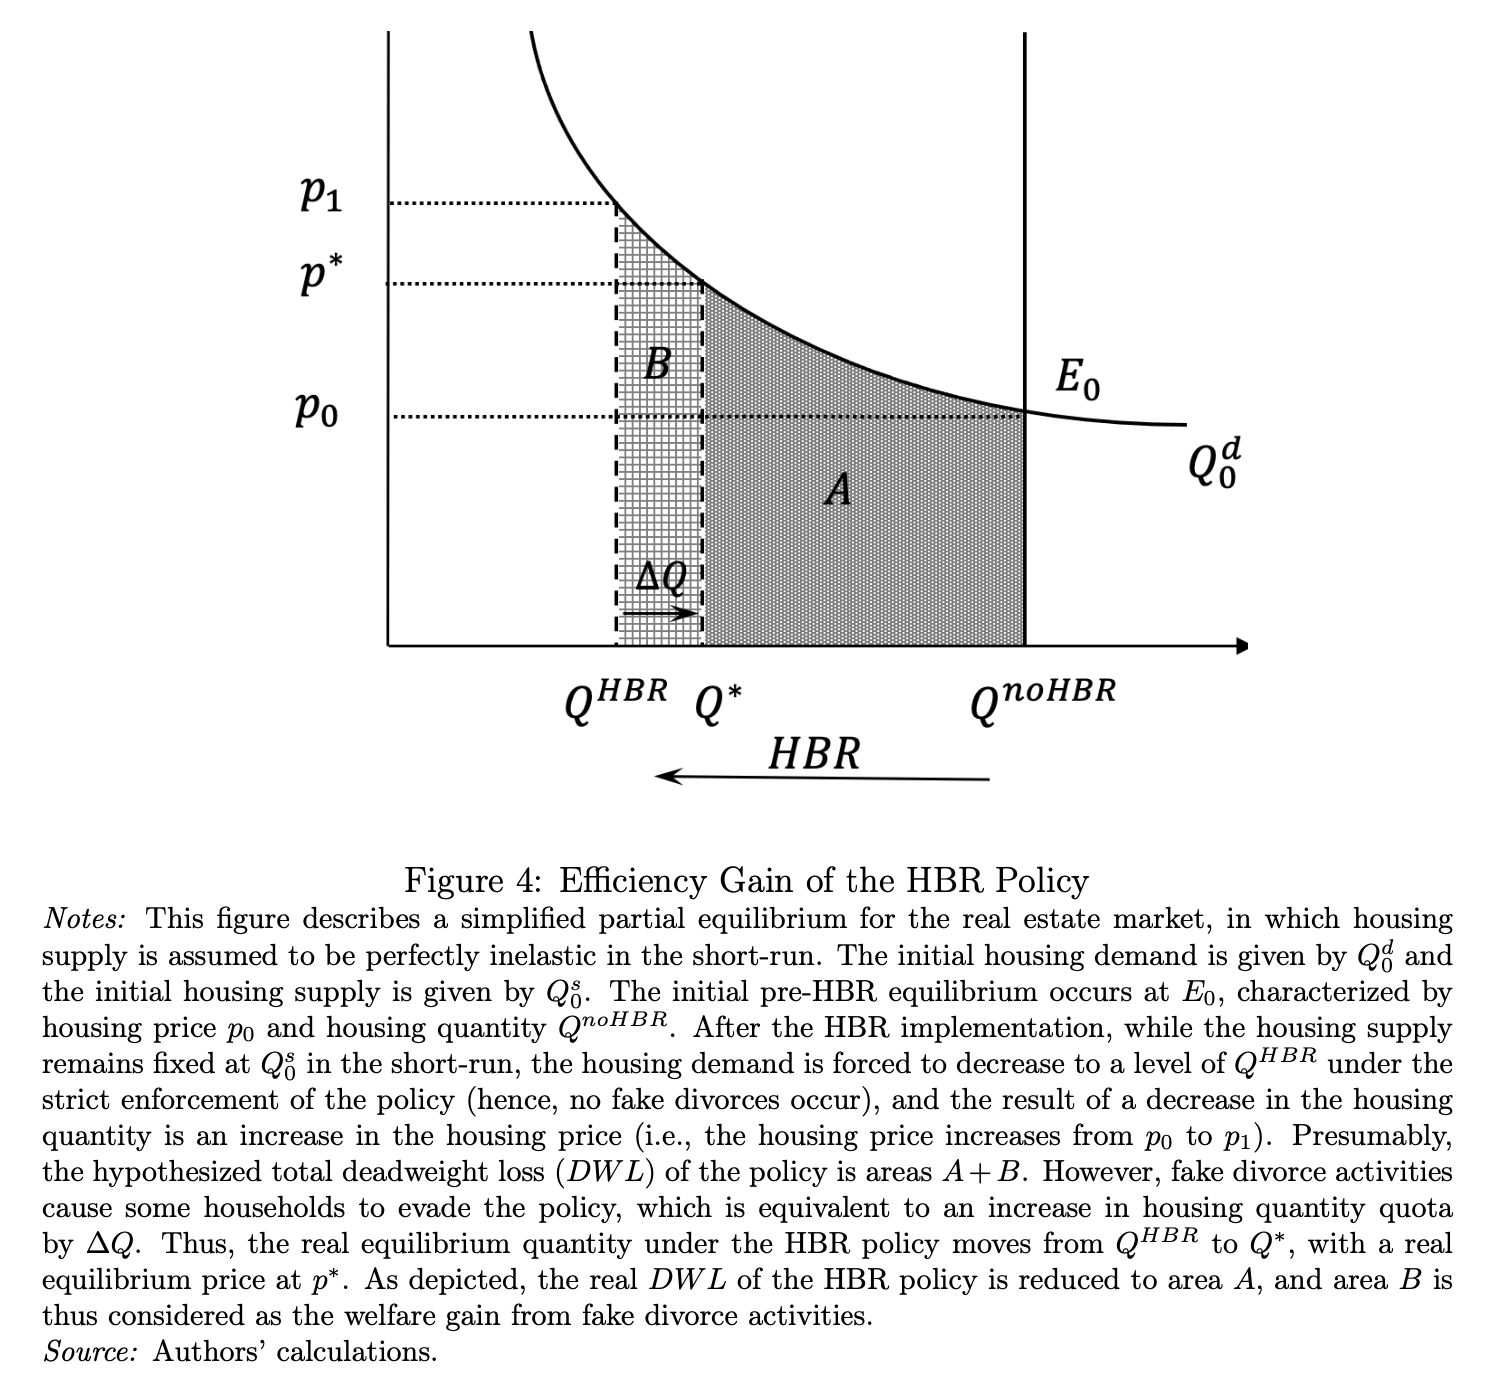 p₁
p*
B
p₀
E₀
Q₀ᵈ
A
ΔQ
Qᴴᴮᴿ Q* Qⁿᵒᴴᴮᴿ
HBR
Figure 4: Efficiency Gain of the HBR Policy
Notes: This figure describes a simplified partial equilibrium for the real estate market, in which housing
supply is assumed to be perfectly inelastic in the short-run. The initial housing demand is given by Q₀ᵈ and
the initial housing supply is given by Q₀ˢ. The initial pre-HBR equilibrium occurs at E₀, characterized by
housing price p₀ and housing quantity Qⁿᵒᴴᴮᴿ. After the HBR implementation, while the housing supply
remains fixed at Q₀ˢ in the short-run, the housing demand is forced to decrease to a level of Qᴴᴮᴿ under the
strict enforcement of the policy (hence, no fake divorces occur), and the result of a decrease in the housing
quantity is an increase in the housing price (i.e., the housing price increases from p₀ to p₁). Presumably,
the hypothesized total deadweight loss (DWL) of the policy is areas A + B. However, fake divorce activities
cause some households to evade the policy, which is equivalent to an increase in housing quantity quota
by ΔQ. Thus, the real equilibrium quantity under the HBR policy moves from Qᴴᴮᴿ to Q*, with a real
equilibrium price at p*. As depicted, the real DWL of the HBR policy is reduced to area A, and area B is
thus considered as the welfare gain from fake divorce activities.
Source: Authors' calculations.